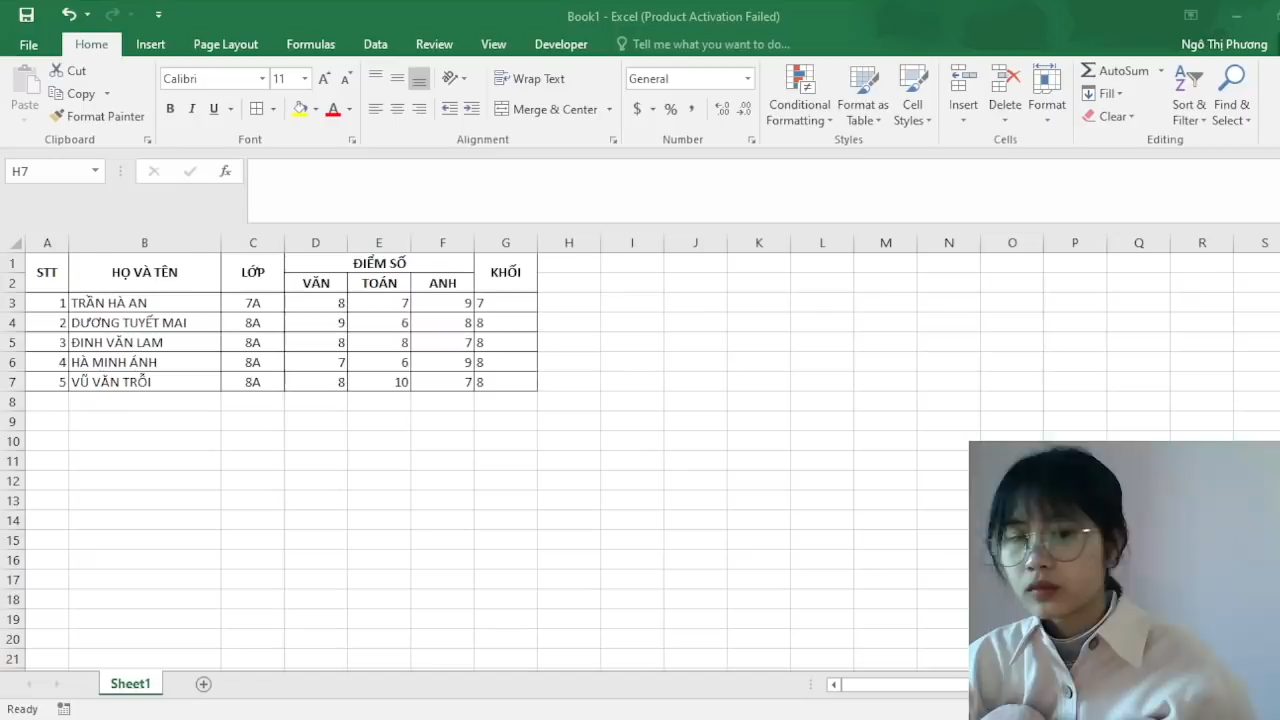 Book1 - Excel (Product Activation Failed)
File Home Insert Page Layout Formulas Data Review View Developer Tell me what you want to do... Ngô Thị Phương
Cut
Copy
Format Painter
Paste
Clipboard
Calibri 11
B I U
Font
Wrap Text
Merge & Center
Alignment
General
$ % ,
Number
Conditional Formatting
Format as Table
Cell Styles
Styles
Insert Delete Format
Cells
AutoSum
Fill
Clear
Sort & Filter
Find & Select
Editing
H7 fx
A B C D E F G H I J K L M N O P Q R S
1 STT HỌ VÀ TÊN LỚP ĐIỂM SỐ KHỐI
2 VĂN TOÁN ANH
3 1 TRẦN HÀ AN 7A 8 7 9 7
4 2 DƯƠNG TUYẾT MAI 8A 9 6 8 8
5 3 ĐINH VĂN LAM 8A 8 8 7 8
6 4 HÀ MINH ÁNH 8A 7 6 9 8
7 5 VŨ VĂN TRỖI 8A 8 10 7 8
8
9
10
11
12
13
14
15
16
17
18
19
20
21
Sheet1
Ready